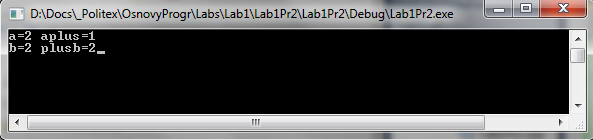 D:\Docs\_Politex\OsnovyProgr\Labs\Lab1\Lab1Pr2\Lab1Pr2\Debug\Lab1Pr2.exe
a=2 aplus=1
b=2 plusb=2